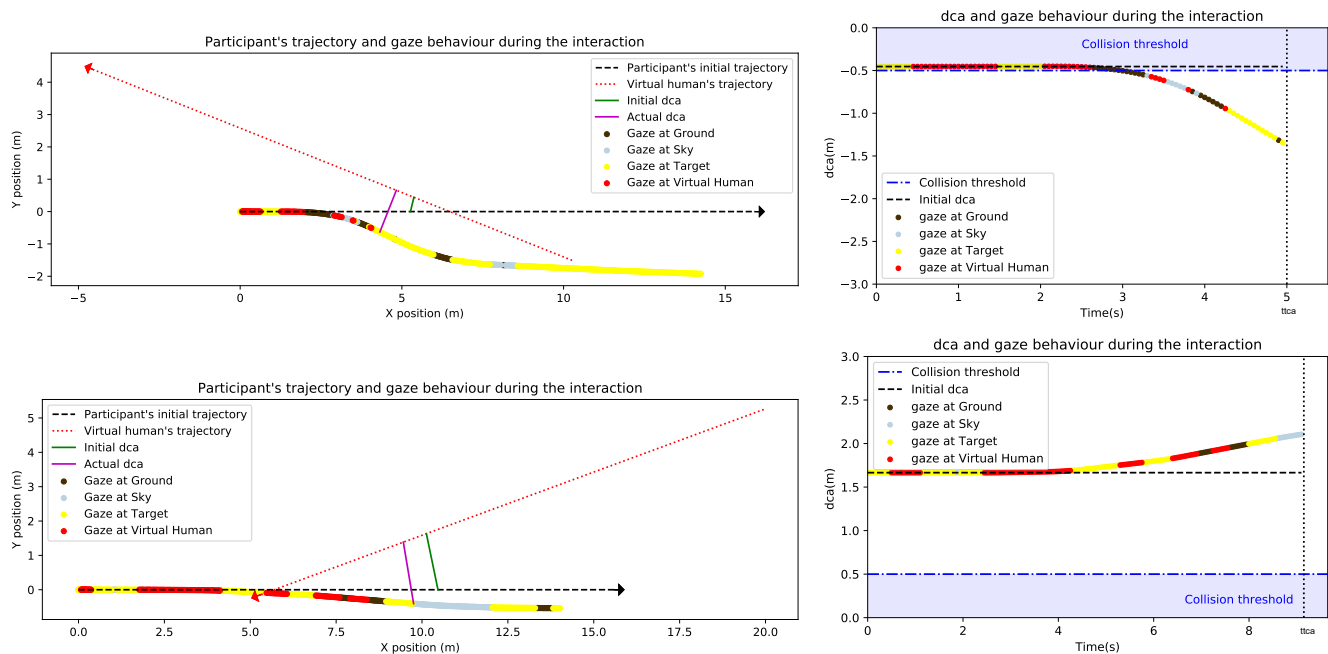 Participant's trajectory and gaze behaviour during the interaction
Y position (m)
4
3
2
1
0
−1
−2
−5
0
5
10
15
X position (m)
Participant's initial trajectory
Virtual human's trajectory
Initial dca
Actual dca
Gaze at Ground
Gaze at Sky
Gaze at Target
Gaze at Virtual Human
dca and gaze behaviour during the interaction
Collision threshold
dca(m)
0.0
−0.5
−1.0
−1.5
−2.0
−2.5
−3.0
0
1
2
3
4
5
ttca
Time(s)
Collision threshold
Initial dca
gaze at Ground
gaze at Sky
gaze at Target
gaze at Virtual Human
Participant's trajectory and gaze behaviour during the interaction
Y position (m)
5
4
3
2
1
0
0.0
2.5
5.0
7.5
10.0
12.5
15.0
17.5
20.0
X position (m)
Participant's initial trajectory
Virtual human's trajectory
Initial dca
Actual dca
Gaze at Ground
Gaze at Sky
Gaze at Target
Gaze at Virtual Human
dca and gaze behaviour during the interaction
dca(m)
3.0
2.5
2.0
1.5
1.0
0.5
0.0
0
2
4
6
8
ttca
Time(s)
Collision threshold
Initial dca
gaze at Ground
gaze at Sky
gaze at Target
gaze at Virtual Human
Collision threshold